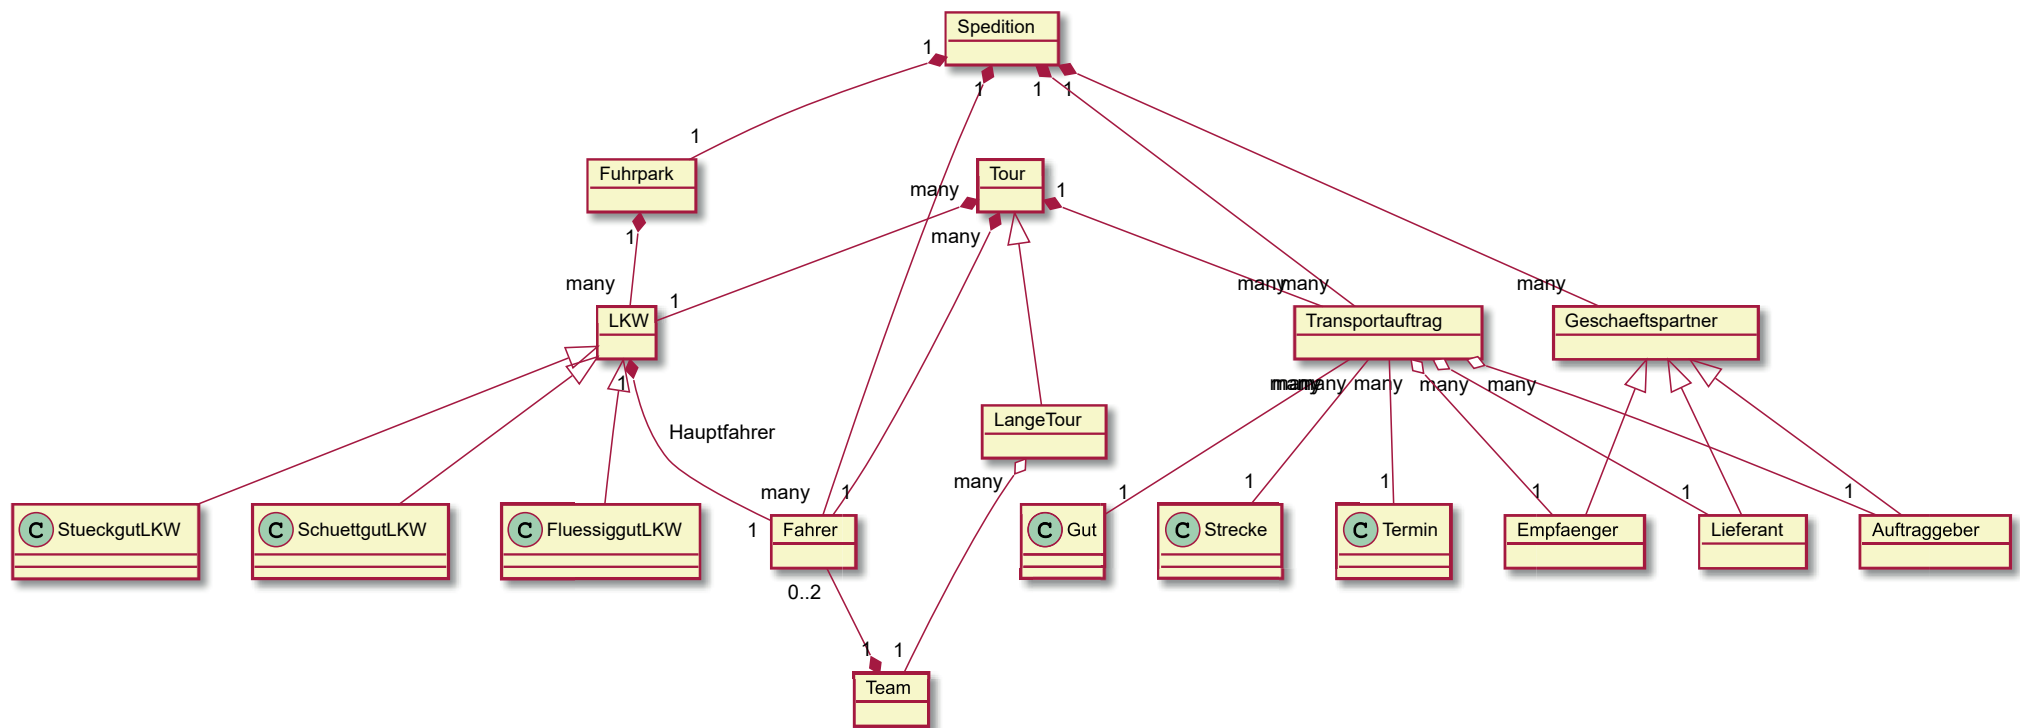 Spedition
1
1
1
1
1
Fuhrpark
many
Tour
1
1
many
many
many
many
many
1
LKW
Transportauftrag
Geschaeftspartner
1
many
many
many
many
many
Hauptfahrer
LangeTour
many
many
1
1
1
1
1
1
1
C StueckgutLKW
C SchuettgutLKW
C FluessiggutLKW
1
Fahrer
C Gut
C Strecke
C Termin
Empfaenger
Lieferant
Auftraggeber
0..2
1
1
Team